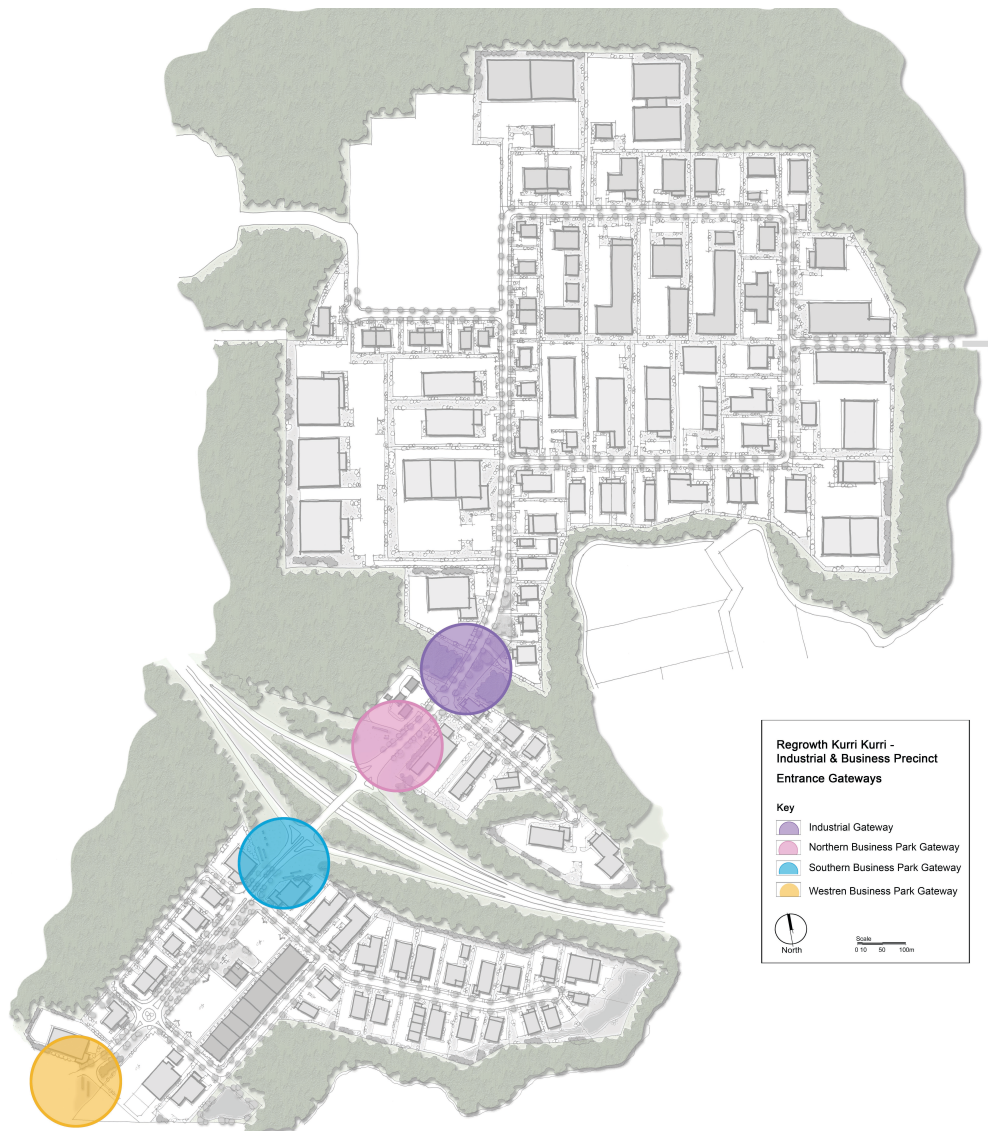 Regrowth Kurri Kurri -
Industrial & Business Precinct
Entrance Gateways
Key
Industrial Gateway
Northern Business Park Gateway
Southern Business Park Gateway
Westren Business Park Gateway
North
Scale
0 10 50 100m